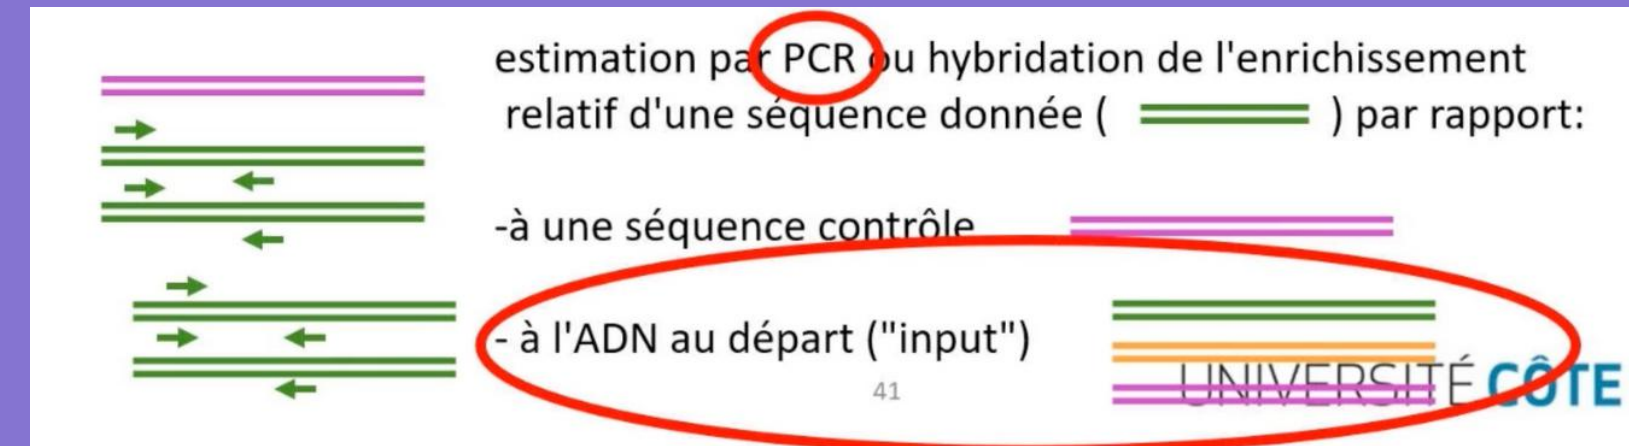 estimation par PCR ou hybridation de l'enrichissement
relatif d'une séquence donnée ( ) par rapport:
-à une séquence contrôle
- à l'ADN au départ ("input")
41
UNIVERSITÉ CÔTE